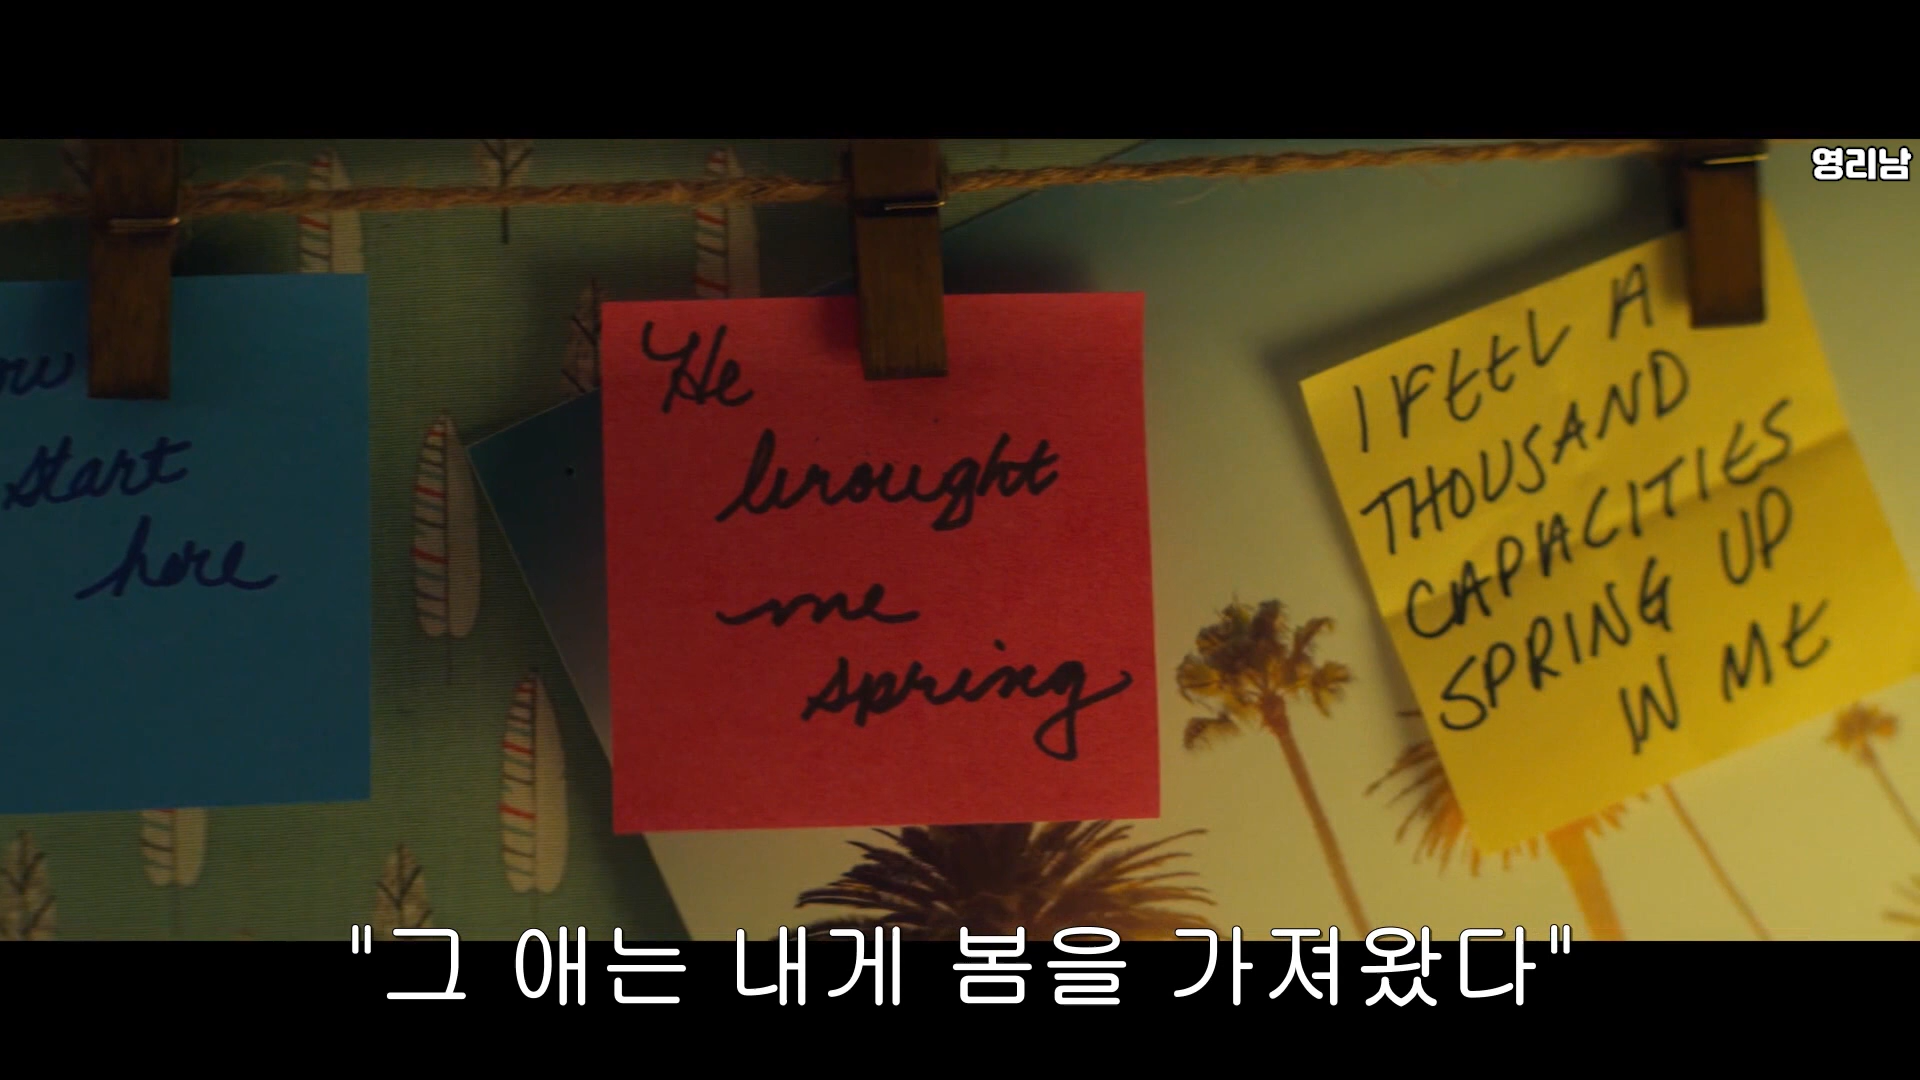 영리남
start
here
He
brought
me
spring
I FEEL A
THOUSAND
CAPACITIES
SPRING UP
IN ME
"그 애는 내게 봄을 가져왔다"